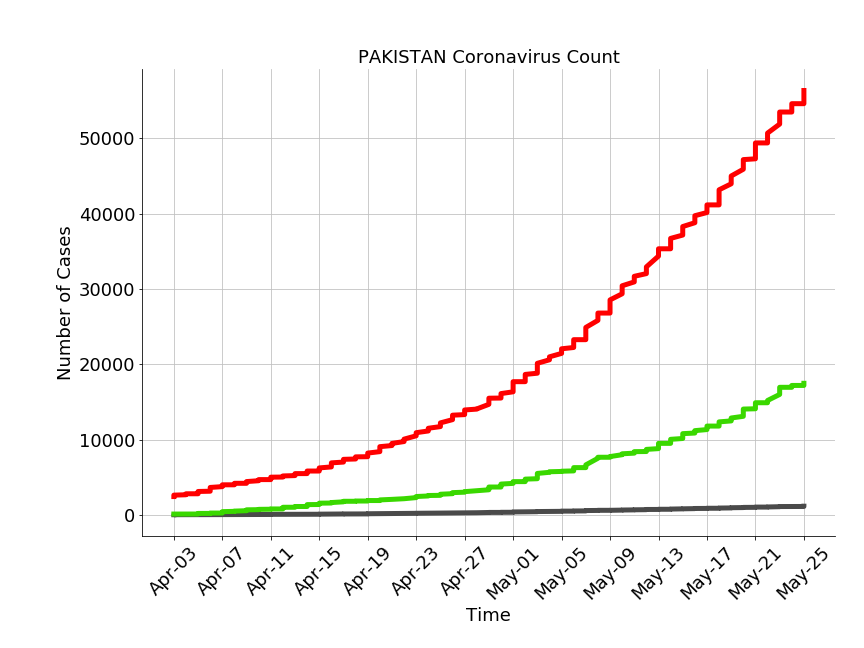 PAKISTAN Coronavirus Count
50000
40000
30000
20000
10000
0
Number of Cases
Apr-03
Apr-07
Apr-11
Apr-15
Apr-19
Apr-23
Apr-27
May-01
May-05
May-09
May-13
May-17
May-21
May-25
Time